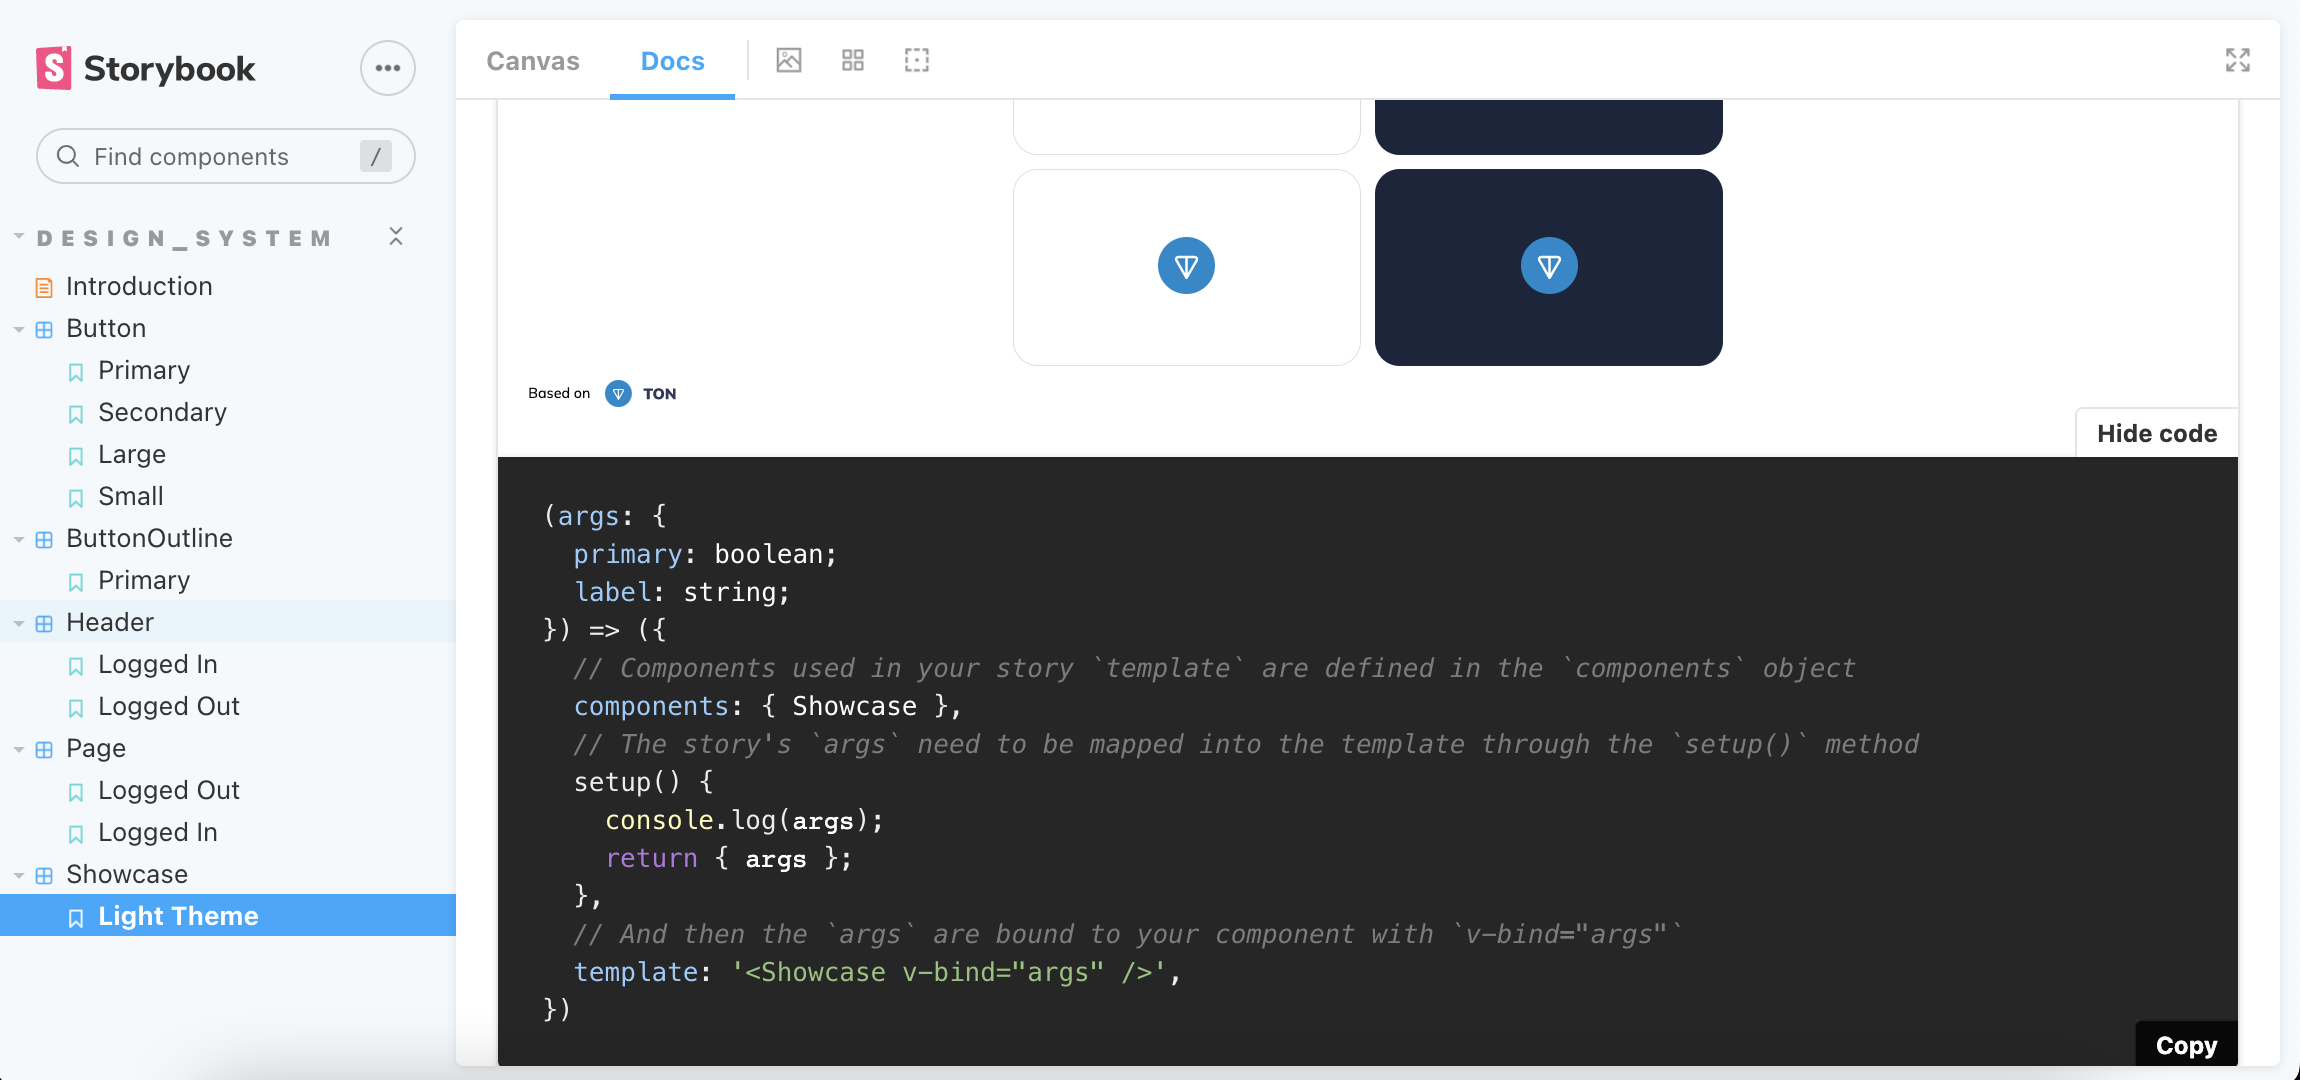 Storybook
Find components
/
DESIGN_SYSTEM
Introduction
Button
Primary
Secondary
Large
Small
ButtonOutline
Primary
Header
Logged In
Logged Out
Page
Logged Out
Logged In
Showcase
Light Theme
Canvas
Docs
Based on TON
Hide code
(args: {
  primary: boolean;
  label: string;
}) => ({
  // Components used in your story `template` are defined in the `components` object
  components: { Showcase },
  // The story's `args` need to be mapped into the template through the `setup()` method
  setup() {
    console.log(args);
    return { args };
  },
  // And then the `args` are bound to your component with `v-bind="args"`
  template: '<Showcase v-bind="args" />',
})
Copy